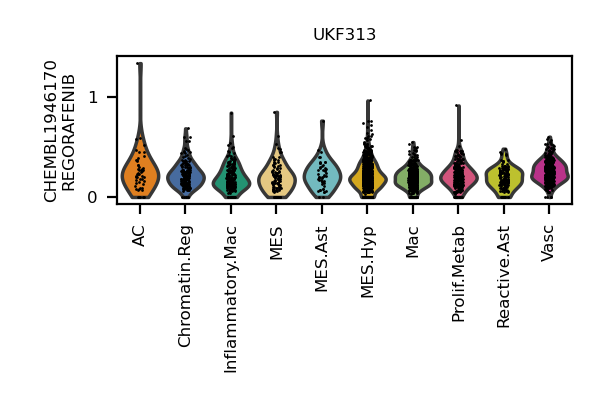 UKF313
CHEMBL1946170
REGORAFENIB
1
0
AC
Chromatin.Reg
Inflammatory.Mac
MES
MES.Ast
MES.Hyp
Mac
Prolif.Metab
Reactive.Ast
Vasc